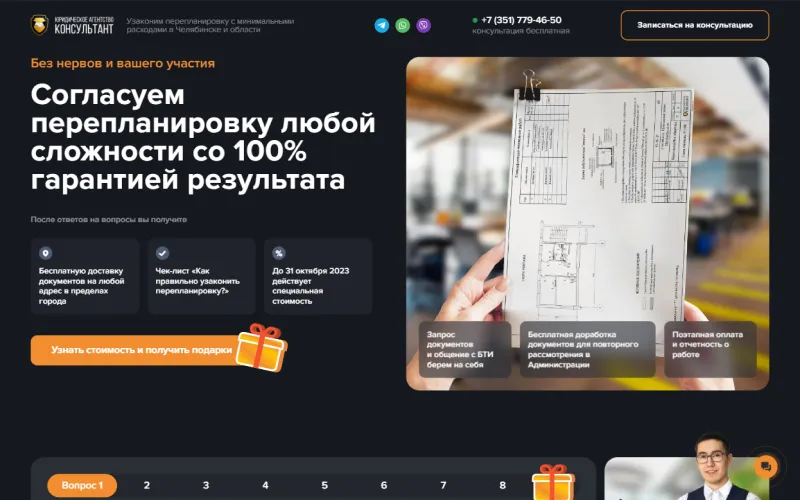 ЮРИДИЧЕСКОЕ АГЕНТСТВО
КОНСУЛЬТАНТ
Узаконим перепланировку с минимальными
расходами в Челябинске и области
+7 (351) 779-46-50
консультация бесплатная
Записаться на консультацию
Без нервов и вашего участия
Согласуем
перепланировку любой
сложности со 100%
гарантией результата
После ответов на вопросы вы получите
Бесплатную доставку
документов на любой
адрес в пределах
города
Чек-лист «Как
правильно узаконить
перепланировку?»
До 31 октября 2023
действует
специальная
стоимость
Узнать стоимость и получить подарки
Запрос
документов
и общение с БТИ
берем на себя
Бесплатная доработка
документов для повторного
рассмотрения в
Администрации
Поэтапная оплата
и отчетность о
работе
Вопрос 1
2
3
4
5
6
7
8